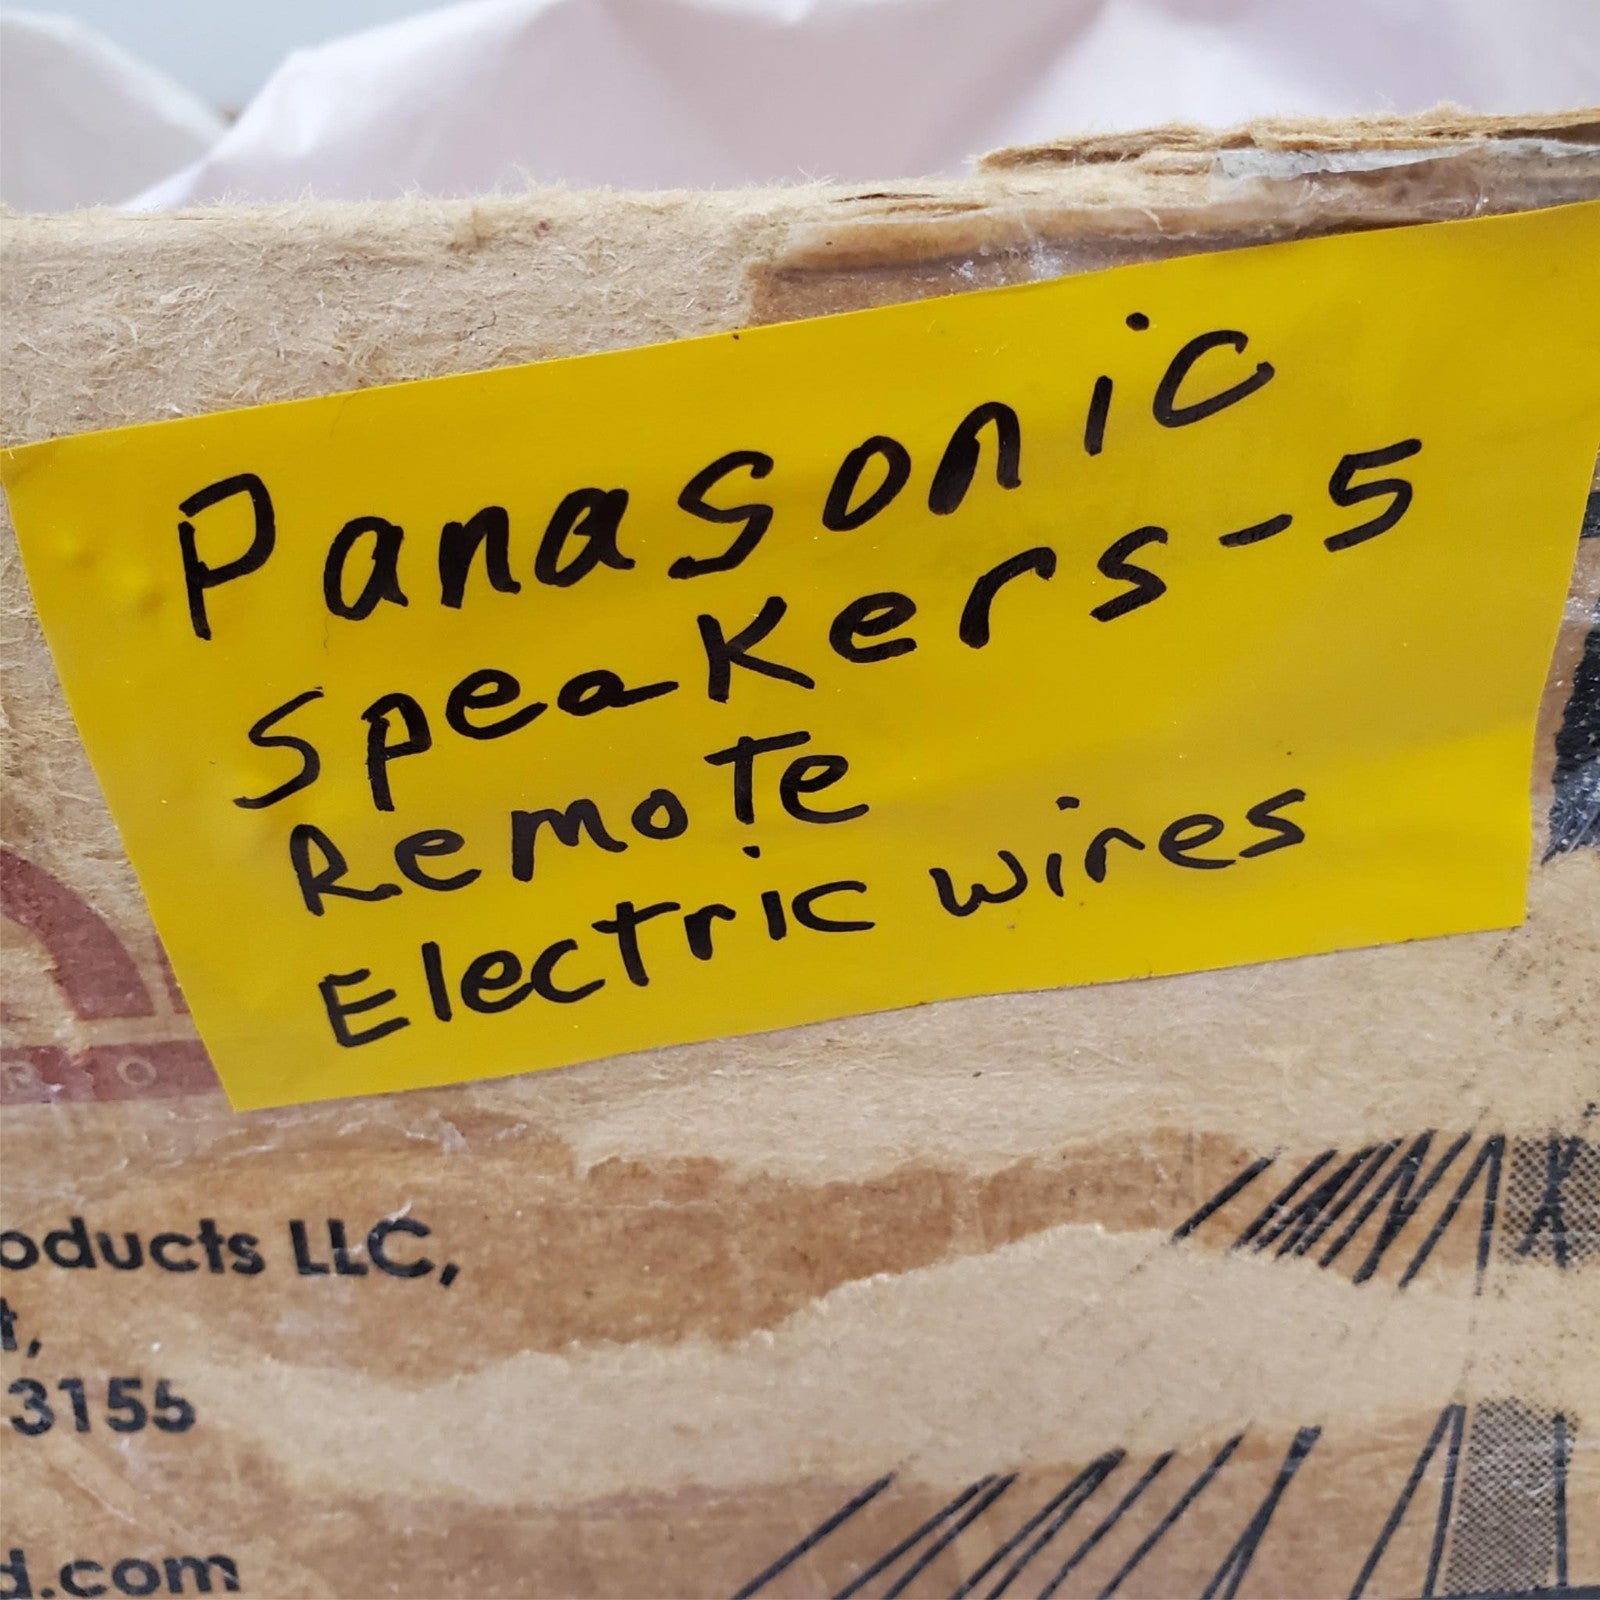 Panasonic
Speakers-5
Remote
Electric wires
R O
oducts LLC,
t,
3155
d.com